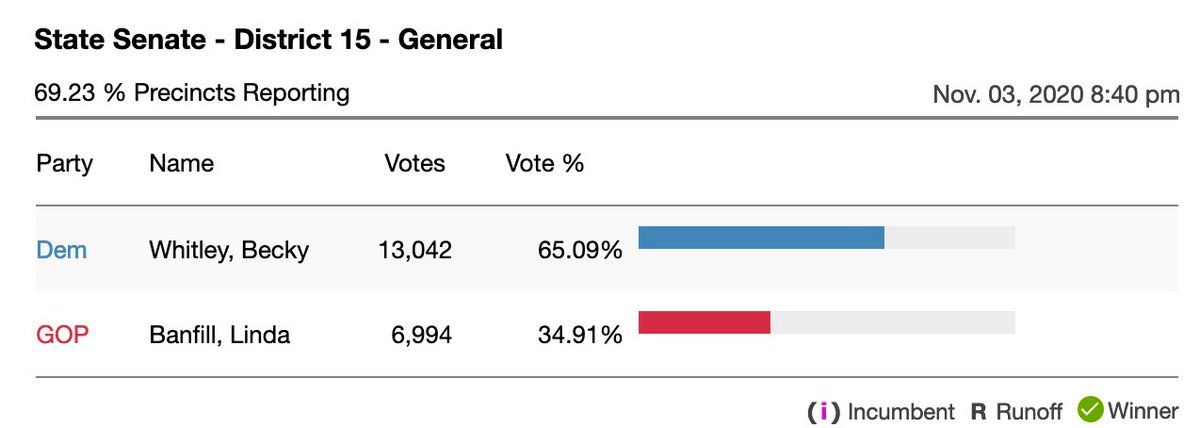 State Senate - District 15 - General
69.23 % Precincts Reporting Nov. 03, 2020 8:40 pm
Party Name Votes Vote %
Dem Whitley, Becky 13,042 65.09%
GOP Banfill, Linda 6,994 34.91%
(i) Incumbent R Runoff Winner